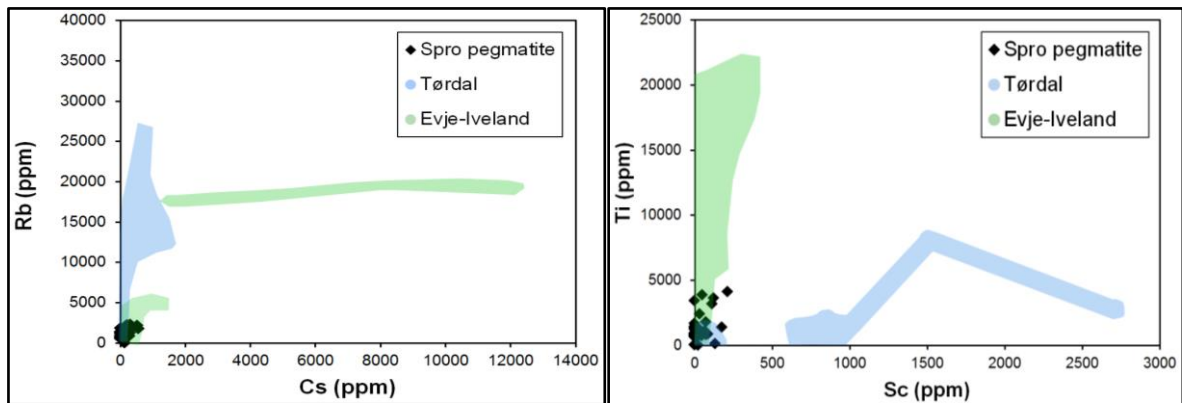 40000
35000
30000
25000
20000
15000
10000
5000
0
Rb (ppm)
0 2000 4000 6000 8000 10000 12000 14000
Cs (ppm)
Spro pegmatite
Tørdal
Evje-Iveland
25000
20000
15000
10000
5000
0
Ti (ppm)
0 500 1000 1500 2000 2500 3000
Sc (ppm)
Spro pegmatite
Tørdal
Evje-Iveland